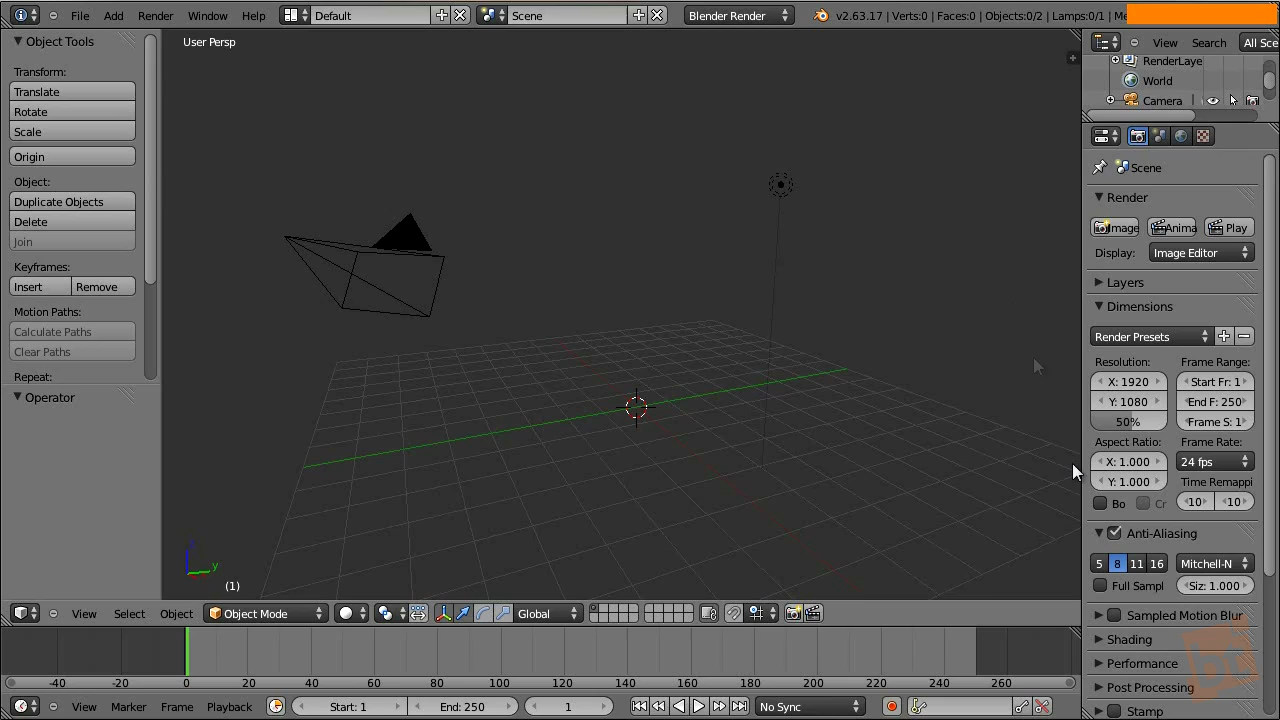 File Add Render Window Help Default Scene Blender Render v2.63.17 | Verts:0 | Faces:0 | Objects:0/2 | Lamps:0/1 | Me
Object Tools
Transform:
Translate
Rotate
Scale
Origin
Object:
Duplicate Objects
Delete
Join
Keyframes:
Insert Remove
Motion Paths:
Calculate Paths
Clear Paths
Repeat:
Operator
User Persp
y
(1)
View Select Object Object Mode Global
View Search All Sce
RenderLaye
World
Camera
Scene
Render
Image Anima Play
Display: Image Editor
Layers
Dimensions
Render Presets
Resolution: Frame Range:
X: 1920 Start Fr: 1
Y: 1080 End F: 250
50% Frame S: 1
Aspect Ratio: Frame Rate:
X: 1.000 24 fps
Y: 1.000 Time Remappi
Bo Cr 10 10
Anti-Aliasing
5 8 11 16 Mitchell-N
Full Sampl Siz: 1.000
Sampled Motion Blur
Shading
Performance
Post Processing
Stamp
-40 -20 0 20 40 60 80 100 120 140 160 180 200 220 240 260
View Marker Frame Playback Start: 1 End: 250 1 No Sync